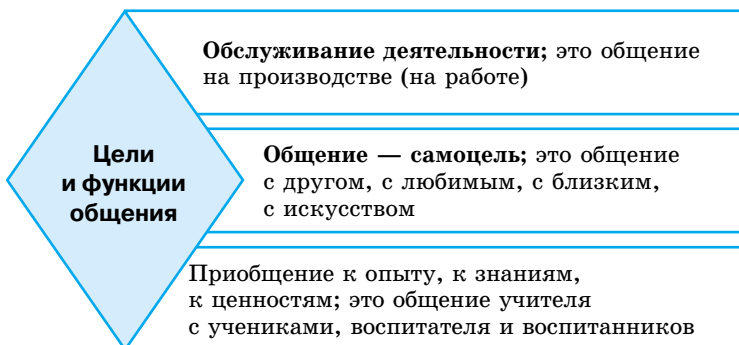 Цели
и функции
общения
Обслуживание деятельности; это общение
на производстве (на работе)
Общение — самоцель; это общение
с другом, с любимым, с близким,
с искусством
Приобщение к опыту, к знаниям,
к ценностям; это общение учителя
с учениками, воспитателя и воспитанников